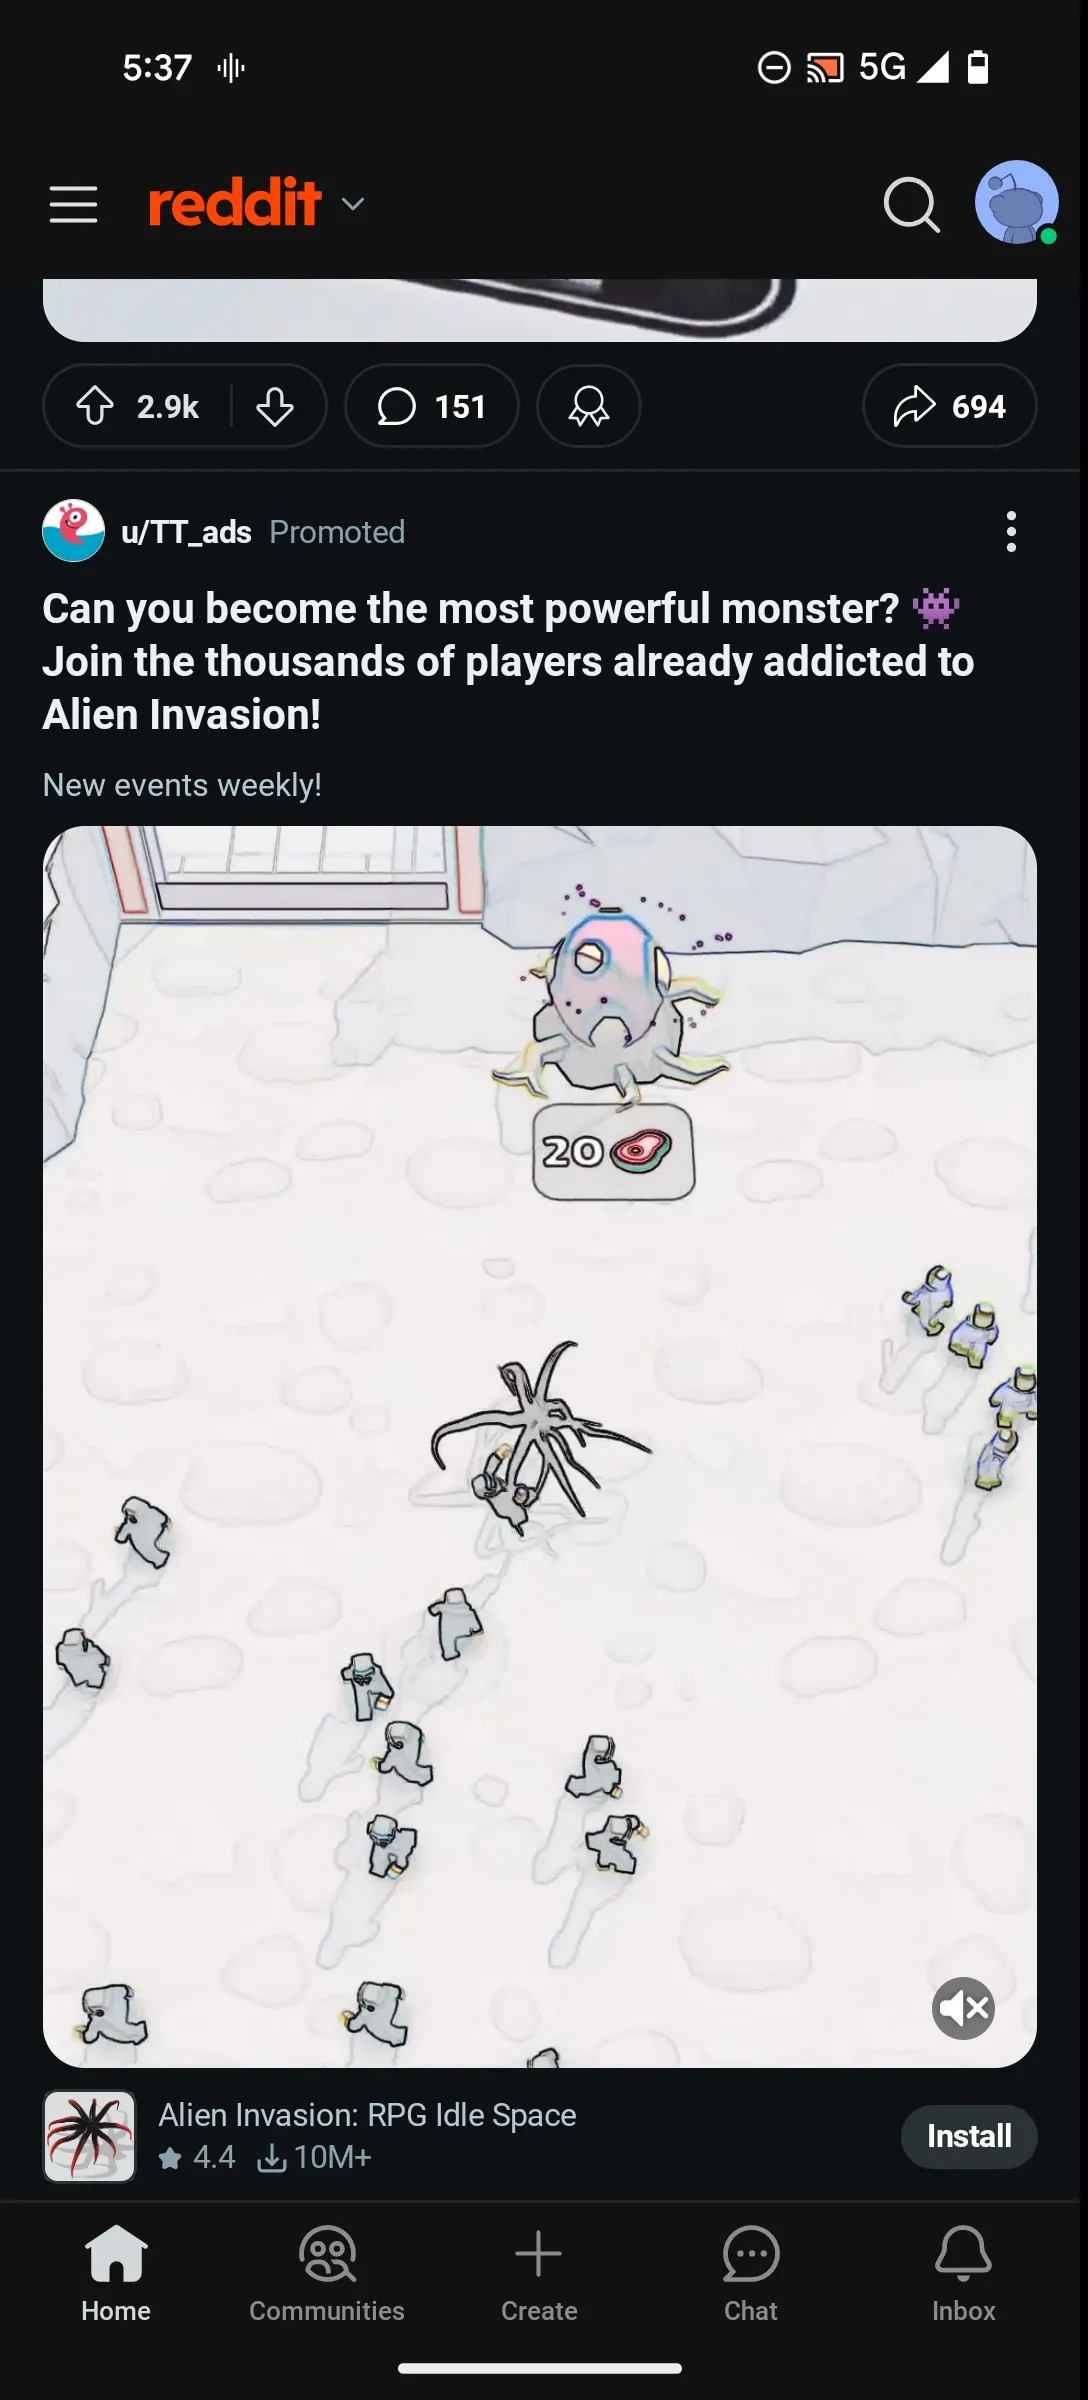 5:37
5G
reddit
2.9k
151
694
u/TT_ads Promoted
Can you become the most powerful monster? 👾
Join the thousands of players already addicted to
Alien Invasion!
New events weekly!
20
Alien Invasion: RPG Idle Space
4.4 10M+
Install
Home
Communities
Create
Chat
Inbox